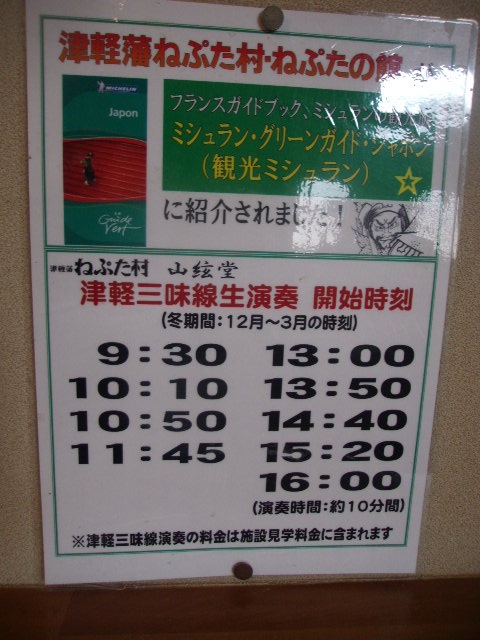 津軽藩ねぷた村・ねぷたの館
MICHELIN
Japon
Le Guide Vert
フランスガイドブック、ミシュラン
ミシュラン・グリーンガイド・ジャポン
(観光ミシュラン) ☆
に紹介されました!
津軽藩ねぷた村 山絃堂
津軽三味線生演奏 開始時刻
(冬期間:12月〜3月の時刻)
9:30 13:00
10:10 13:50
10:50 14:40
11:45 15:20
16:00
(演奏時間:約10分間)
※津軽三味線演奏の料金は施設見学料金に含まれます